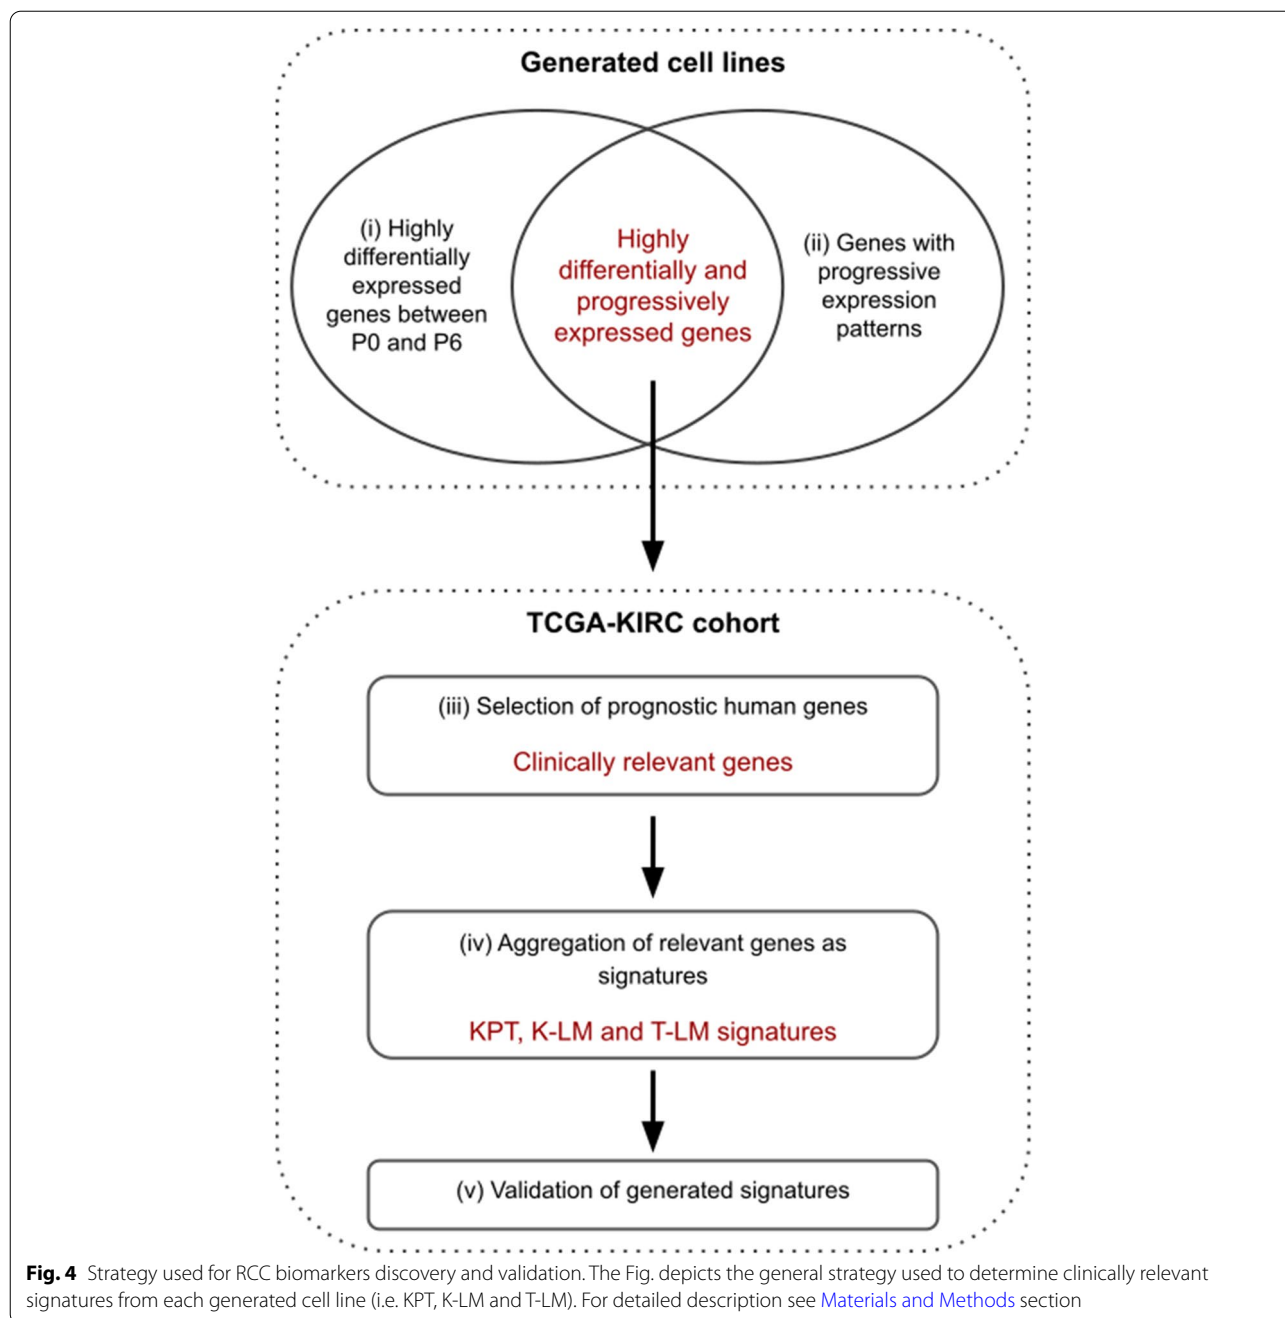 Generated cell lines
(i) Highly
differentially
expressed
genes between
P0 and P6
Highly
differentially and
progressively
expressed genes
(ii) Genes with
progressive
expression
patterns
TCGA-KIRC cohort
(iii) Selection of prognostic human genes
Clinically relevant genes
(iv) Aggregation of relevant genes as
signatures
KPT, K-LM and T-LM signatures
(v) Validation of generated signatures
Fig. 4 Strategy used for RCC biomarkers discovery and validation. The Fig. depicts the general strategy used to determine clinically relevant
signatures from each generated cell line (i.e. KPT, K-LM and T-LM). For detailed description see Materials and Methods section